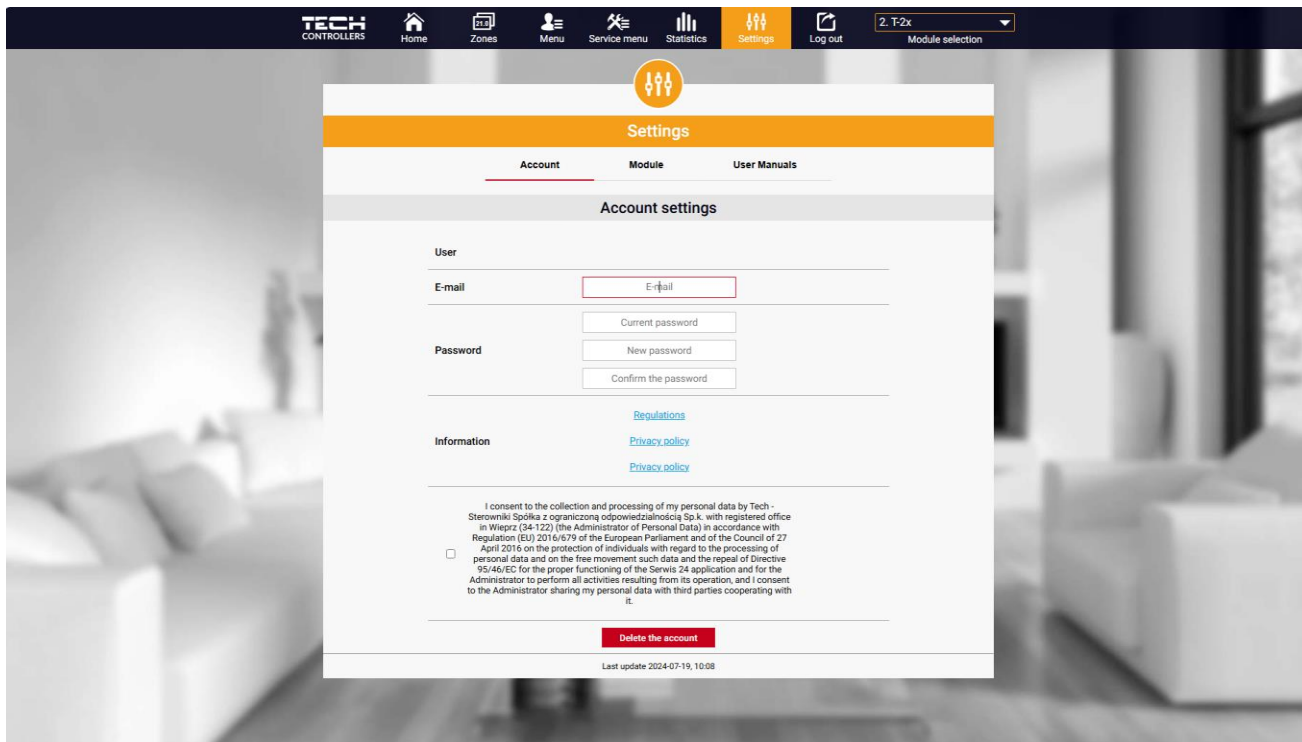 TECH
CONTROLLERS
Home
21.0
Zones
Menu
Service menu
Statistics
Settings
Log out
2. T-2x
Module selection
Settings
Account Module User Manuals
Account settings
User
E-mail E-mail
Current password
Password New password
Confirm the password
Regulations
Information Privacy policy
Privacy policy
I consent to the collection and processing of my personal data by Tech -
Sterowniki Spółka z ograniczoną odpowiedzialnością Sp.k. with registered office
in Wieprz (34-122) (the Administrator of Personal Data) in accordance with
Regulation (EU) 2016/679 of the European Parliament and of the Council of 27
April 2016 on the protection of individuals with regard to the processing of
personal data and on the free movement such data and the repeal of Directive
95/46/EC for the proper functioning of the Serwis 24 application and for the
Administrator to perform all activities resulting from its operation, and I consent
to the Administrator sharing my personal data with third parties cooperating with
it.
Delete the account
Last update 2024-07-19, 10:08